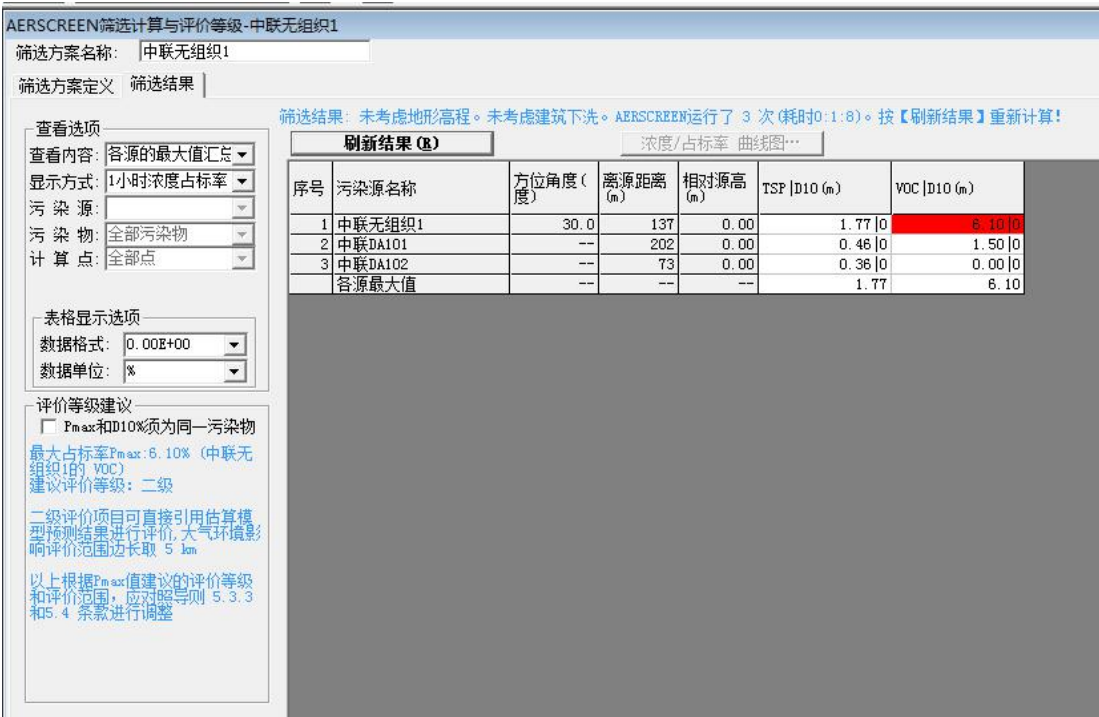 AERSCREEN筛选计算与评价等级-中联无组织1
筛选方案名称: 中联无组织1
筛选方案定义 筛选结果
筛选结果: 未考虑地形高程。未考虑建筑下洗。AERSCREEN运行了 3 次(耗时0:1:8)。按【刷新结果】重新计算!
刷新结果(R) 浓度/占标率 曲线图…
查看选项
查看内容: 各源的最大值汇总
显示方式: 1小时浓度占标率
污 染 源:
污 染 物: 全部污染物
计 算 点: 全部点
表格显示选项
数据格式: 0.00E+00
数据单位: %
评价等级建议
Pmax和D10%须为同一污染物
最大占标率Pmax:6.10% (中联无
组织1的 VOC)
建议评价等级: 二级
二级评价项目可直接引用估算模
型预测结果进行评价,大气环境影
响评价范围边长取 5 km
以上根据Pmax值建议的评价等级
和评价范围，应对照导则 5.3.3
和5.4 条款进行调整
序号 污染源名称 方位角度(度) 离源距离(m) 相对源高(m) TSP|D10(m) VOC|D10(m)
1 中联无组织1 30.0 137 0.00 1.77|0 6.10|0
2 中联DA101 -- 202 0.00 0.46|0 1.50|0
3 中联DA102 -- 73 0.00 0.36|0 0.00|0
各源最大值 -- -- -- 1.77 6.10